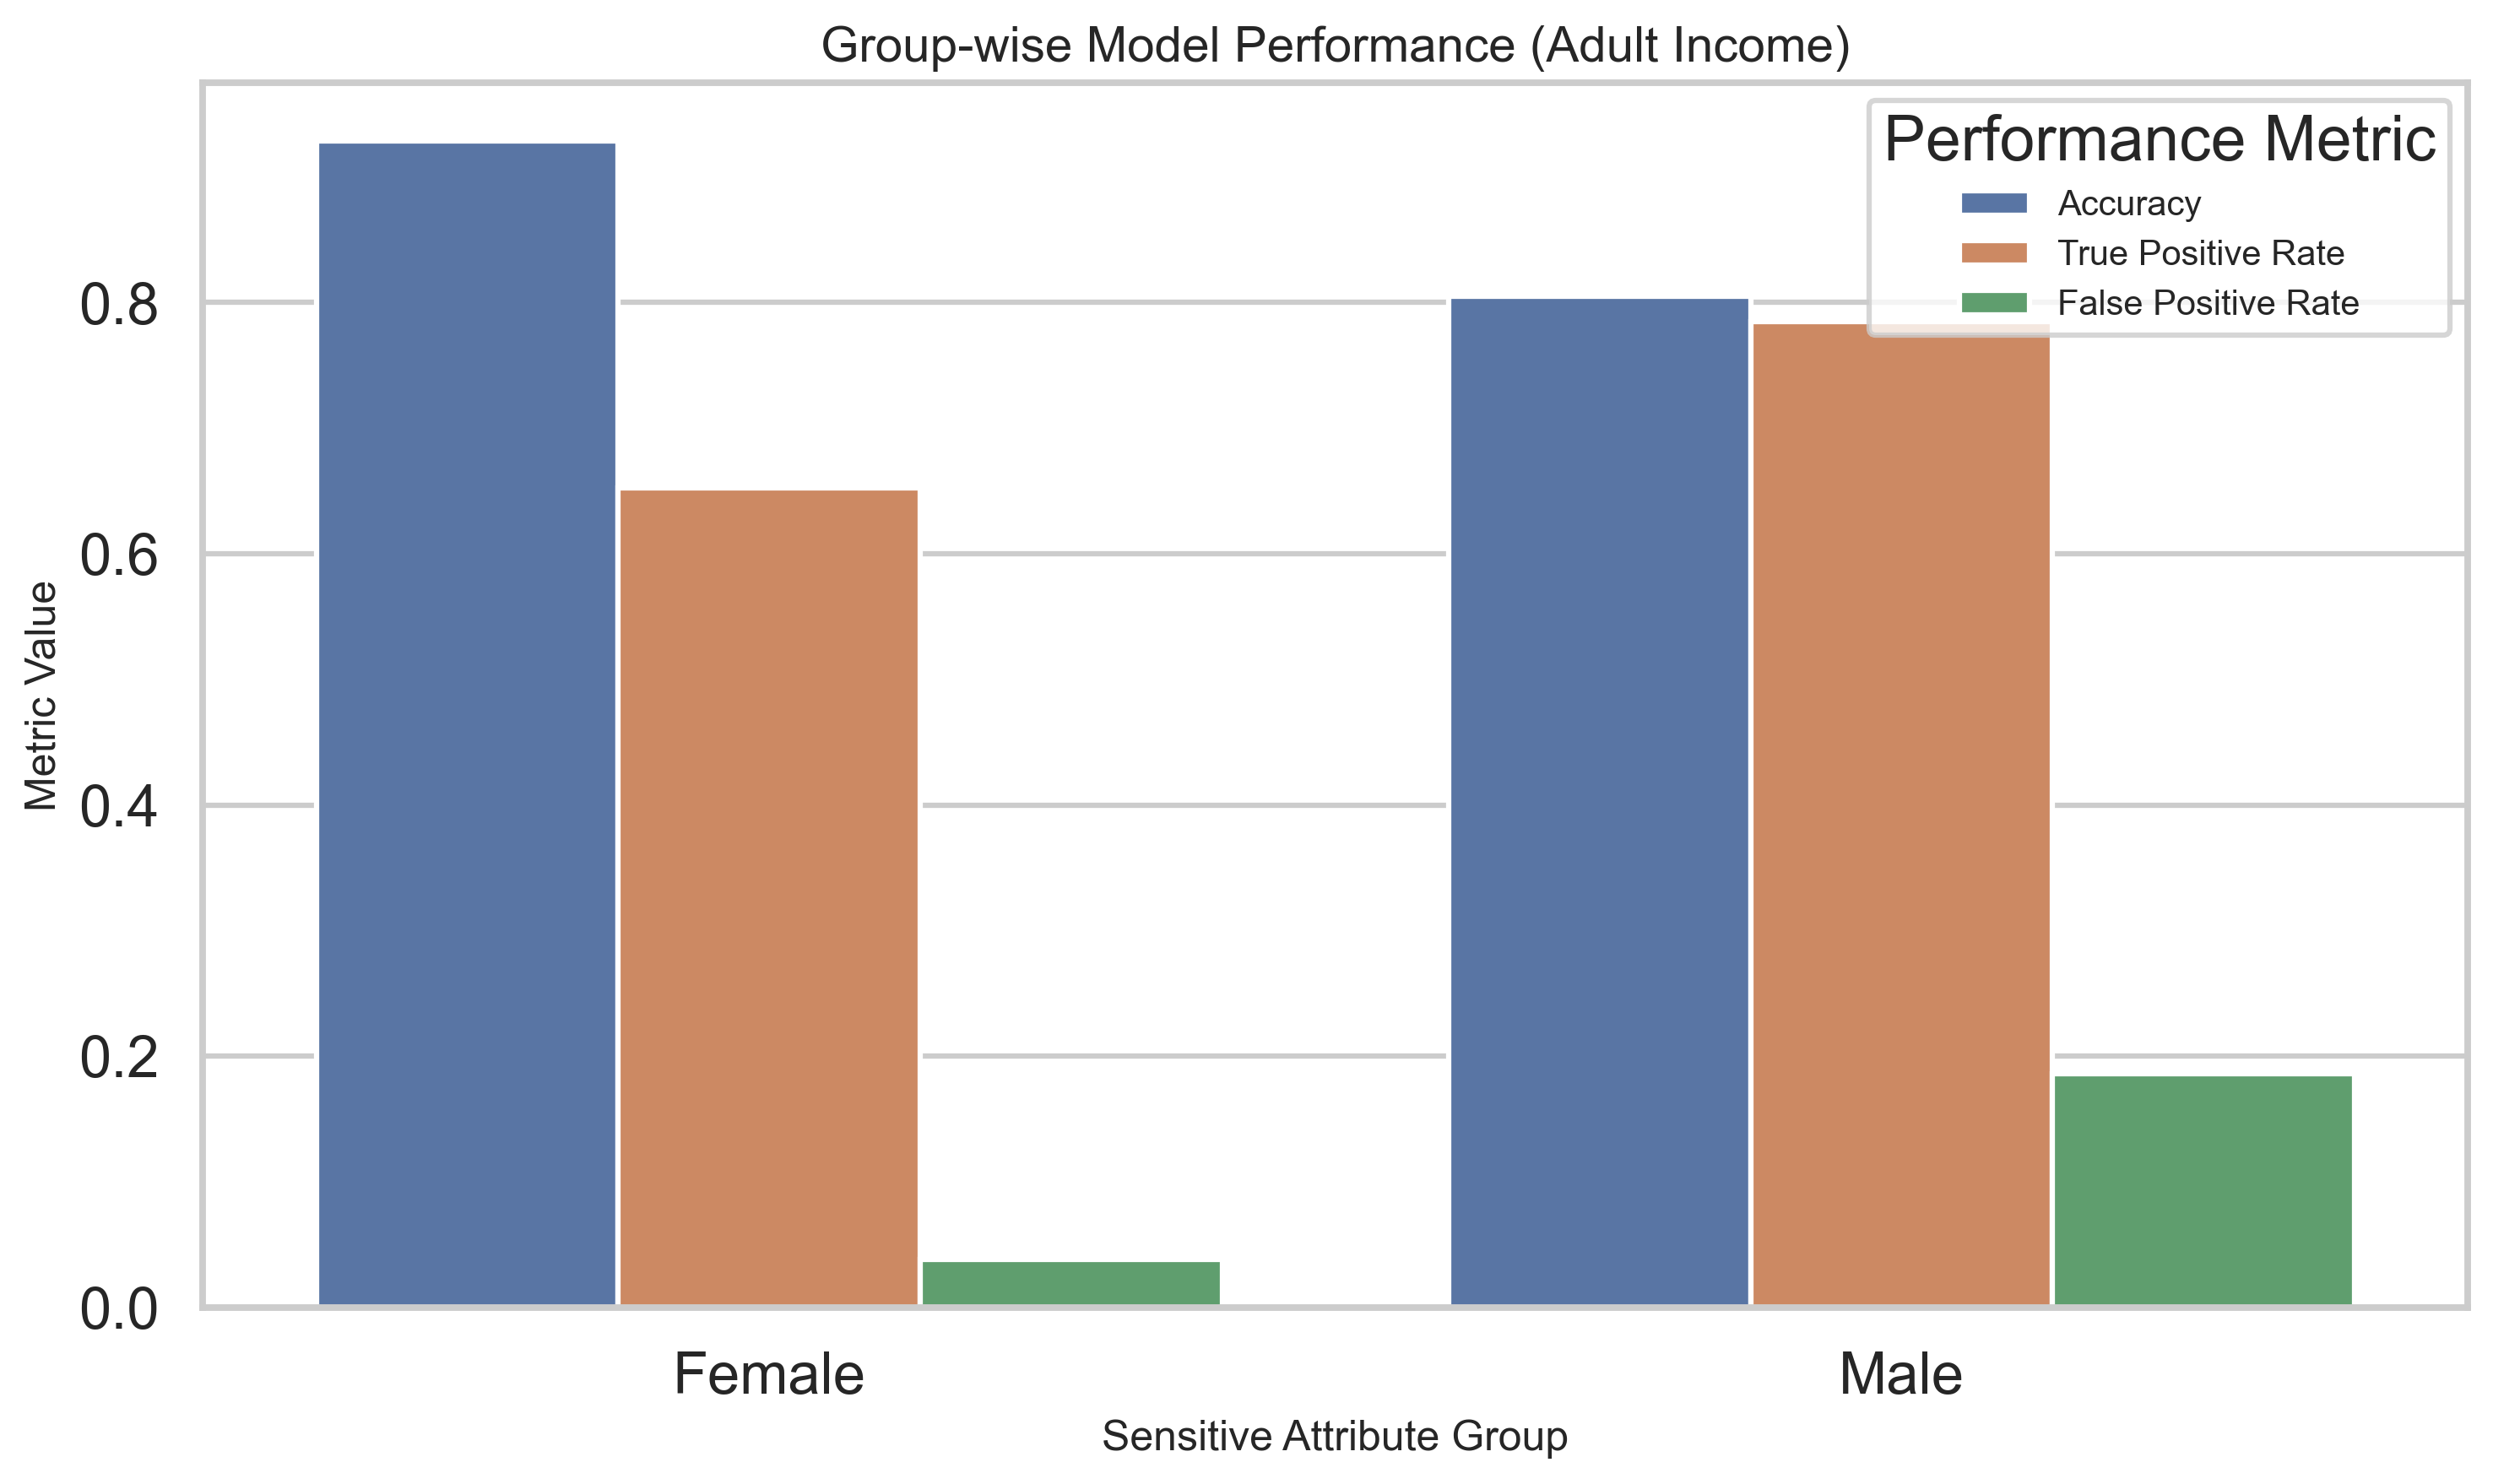 Group-wise Model Performance (Adult Income)
Performance Metric
Accuracy
True Positive Rate
False Positive Rate
Metric Value
0.8
0.6
0.4
0.2
0.0
Female
Male
Sensitive Attribute Group